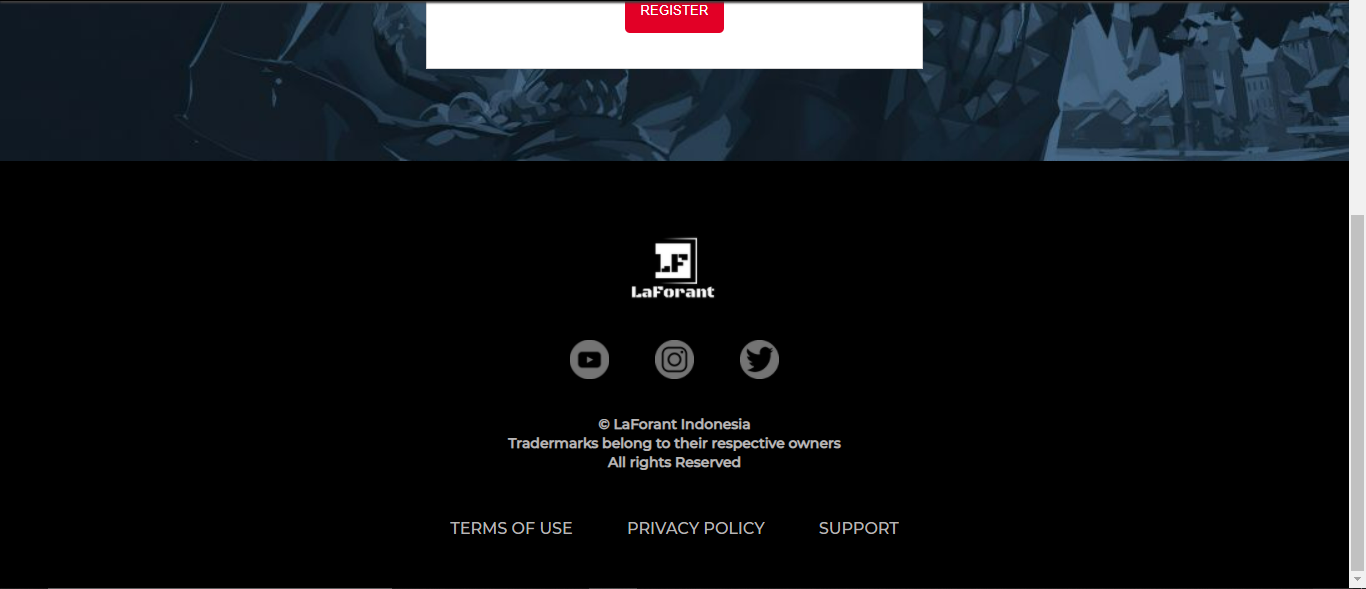 REGISTER
LF
LaForant
© LaForant Indonesia
Tradermarks belong to their respective owners
All rights Reserved
TERMS OF USE PRIVACY POLICY SUPPORT